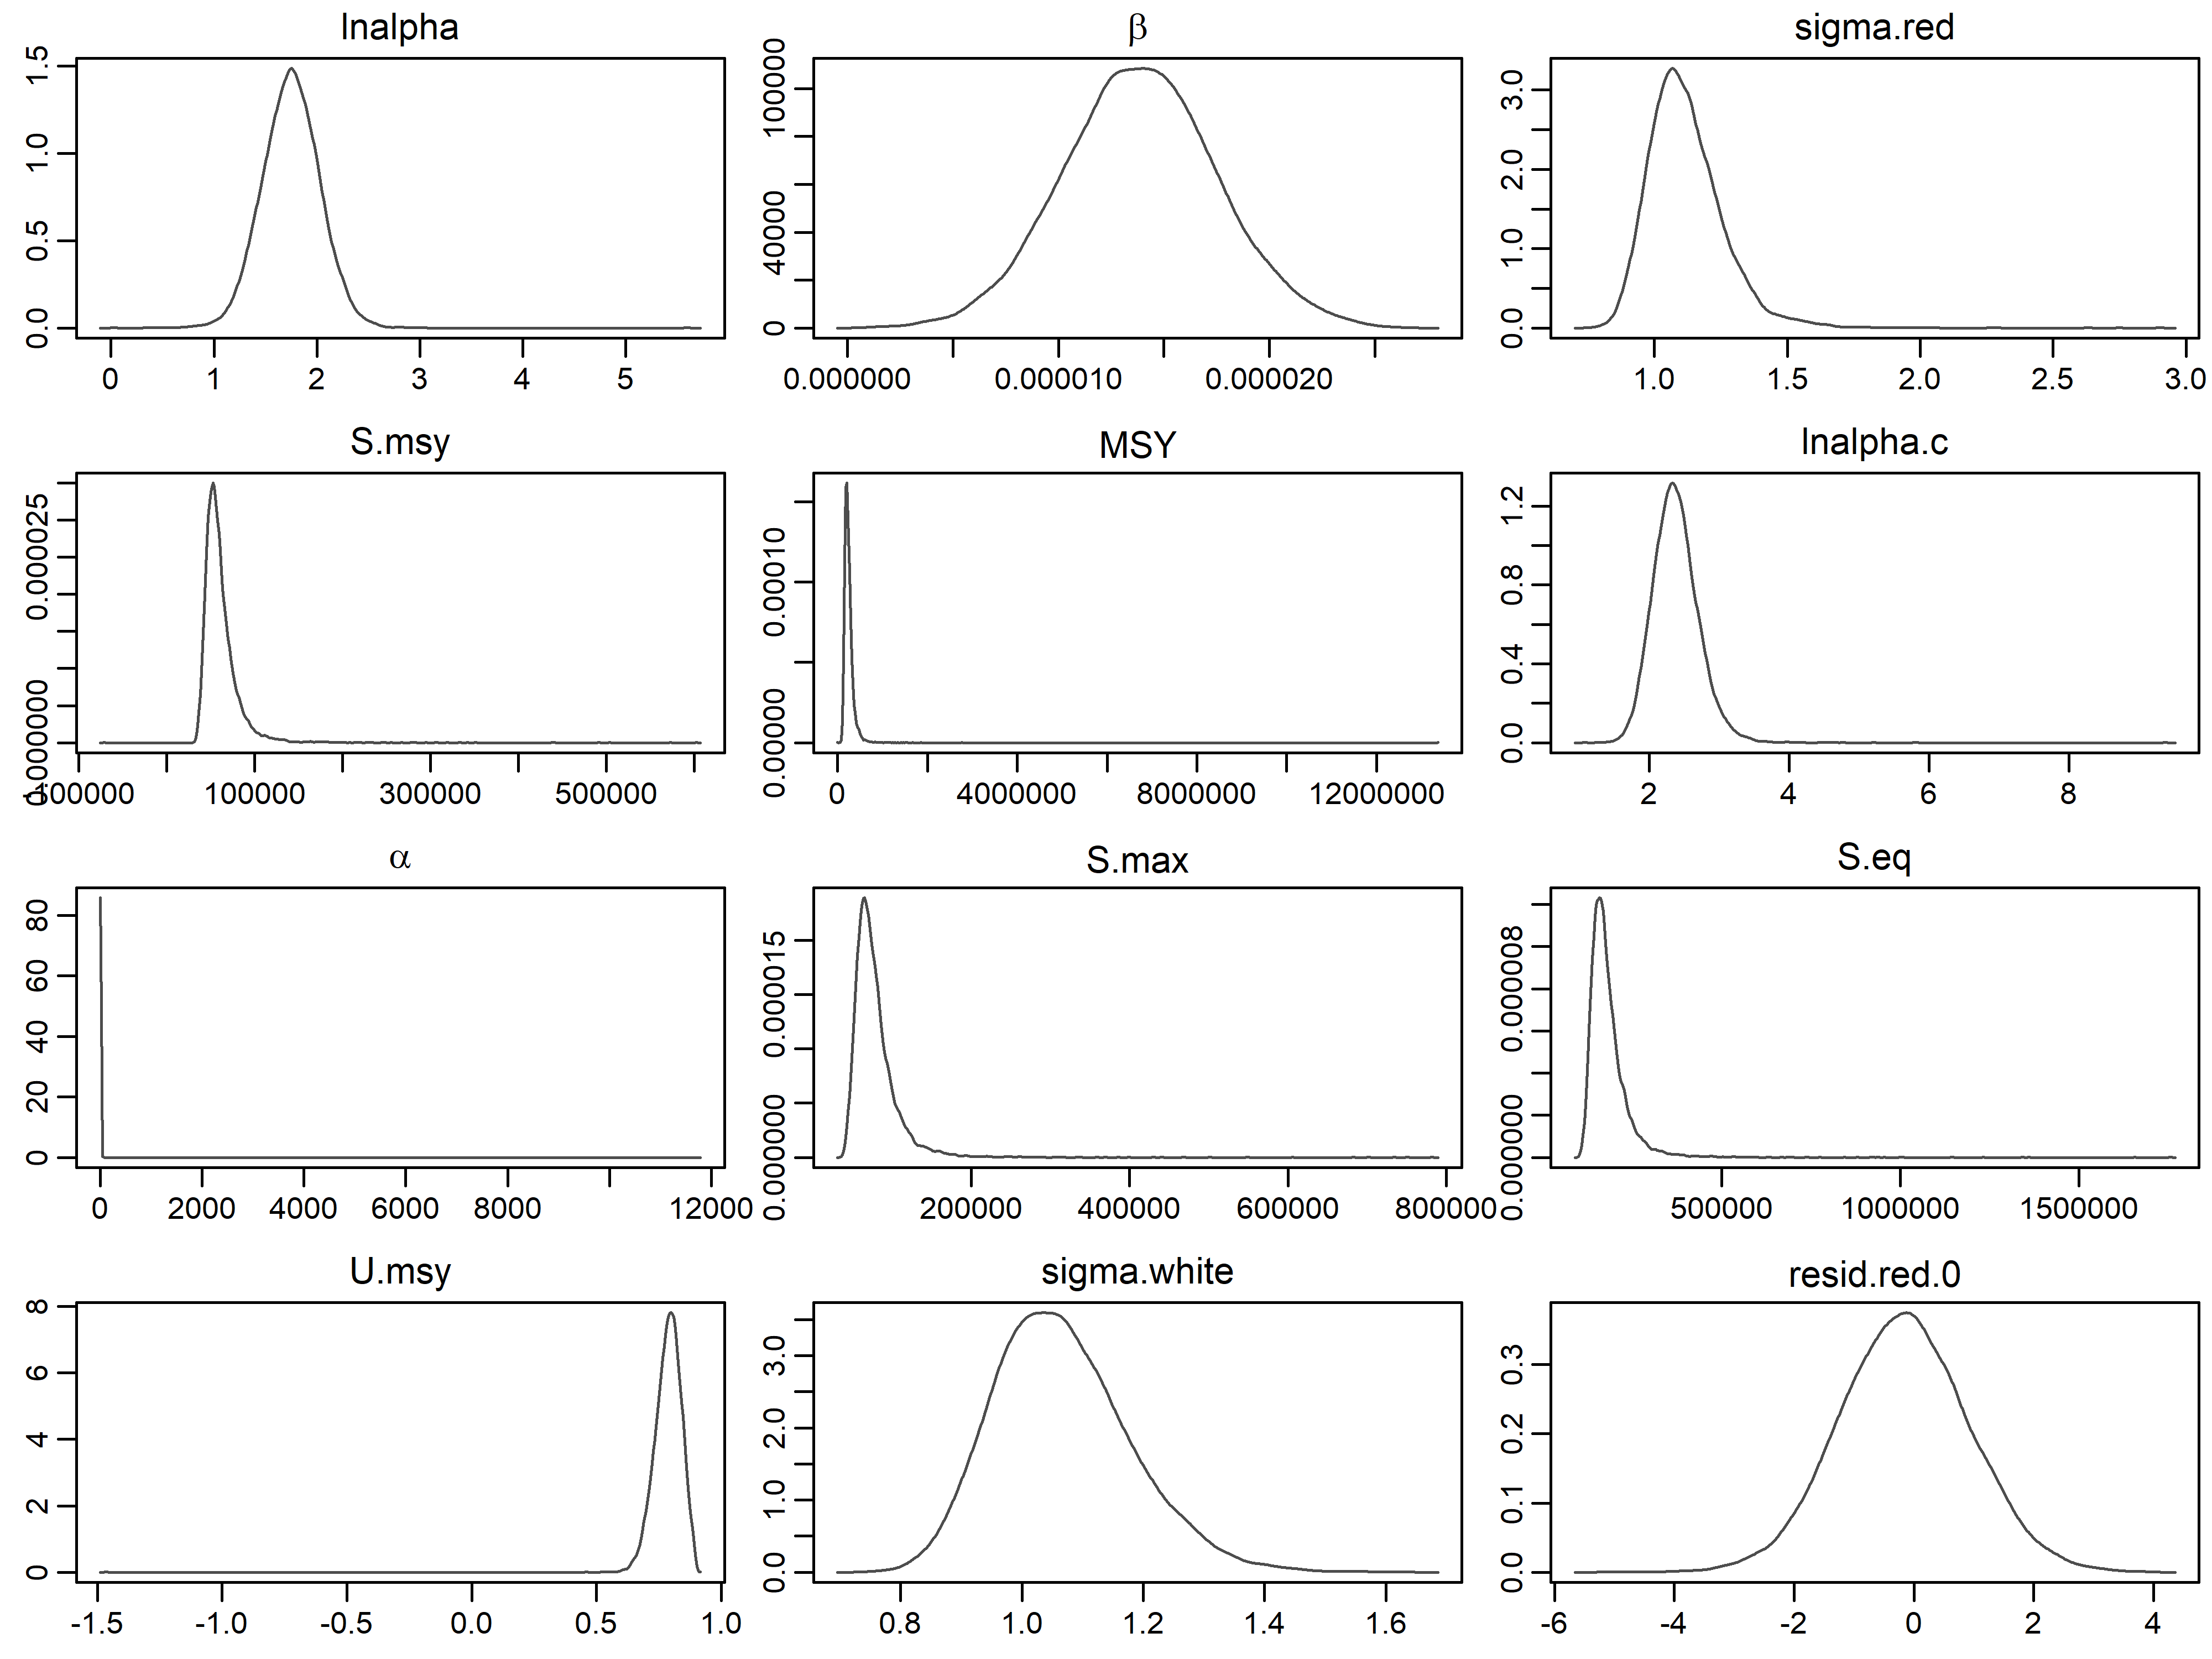 lnalpha
β
sigma.red
0.0 0.5 1.0 1.5
0 40000 100000
0.0 1.0 2.0 3.0
0 1 2 3 4 5
0.000000 0.000010 0.000020
1.0 1.5 2.0 2.5 3.0
S.msy
MSY
lnalpha.c
0.000000 0.000025
0.00000 0.00010
0.0 0.4 0.8 1.2
100000 300000 500000
0 4000000 8000000 12000000
2 4 6 8
α
S.max
S.eq
0 20 40 60 80
0.000000 0.000015
0.000000 0.000008
0 2000 4000 6000 8000 12000
200000 400000 600000 800000
500000 1000000 1500000
U.msy
sigma.white
resid.red.0
0 2 4 6 8
0.0 1.0 2.0 3.0
0.0 0.1 0.2 0.3
-1.5 -1.0 -0.5 0.0 0.5 1.0
0.8 1.0 1.2 1.4 1.6
-6 -4 -2 0 2 4